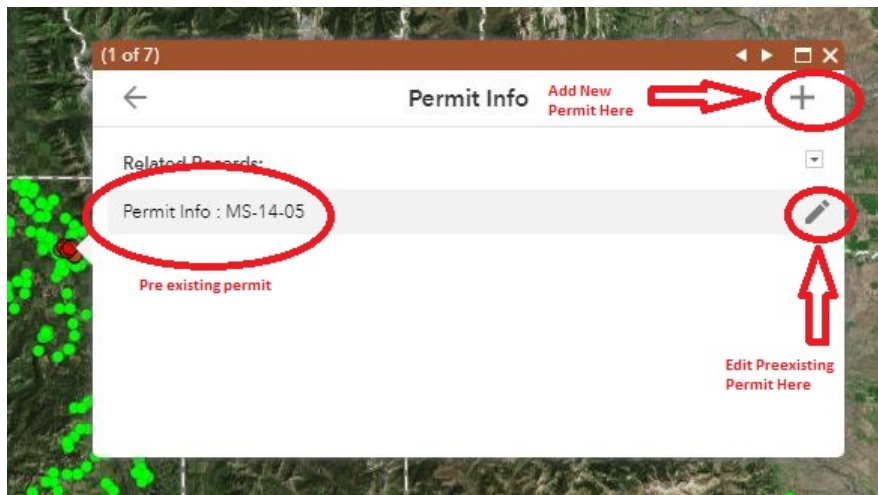 (1 of 7)
Permit Info
Add New
Permit Here
Related Records:
Permit Info : MS-14-05
Pre existing permit
Edit Preexisting
Permit Here